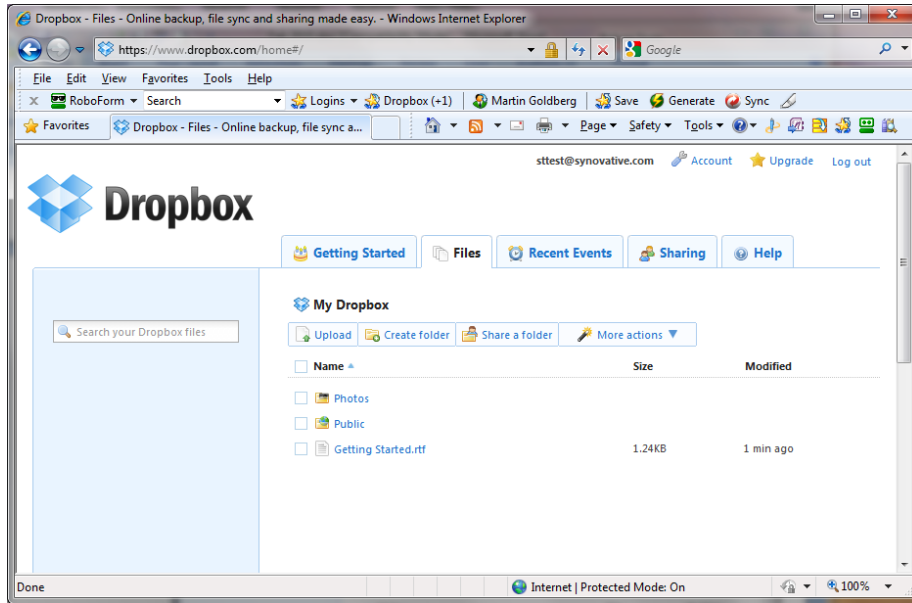 Dropbox - Files - Online backup, file sync and sharing made easy. - Windows Internet Explorer
https://www.dropbox.com/home#/ Google
File Edit View Favorites Tools Help
x RoboForm Search Logins Dropbox (+1) Martin Goldberg Save Generate Sync
Favorites Dropbox - Files - Online backup, file sync a... Page Safety Tools
sttest@synovative.com Account Upgrade Log out
Dropbox
Getting Started Files Recent Events Sharing Help
My Dropbox
Search your Dropbox files
Upload Create folder Share a folder More actions
Name Size Modified
Photos
Public
Getting Started.rtf 1.24KB 1 min ago
Done Internet | Protected Mode: On 100%